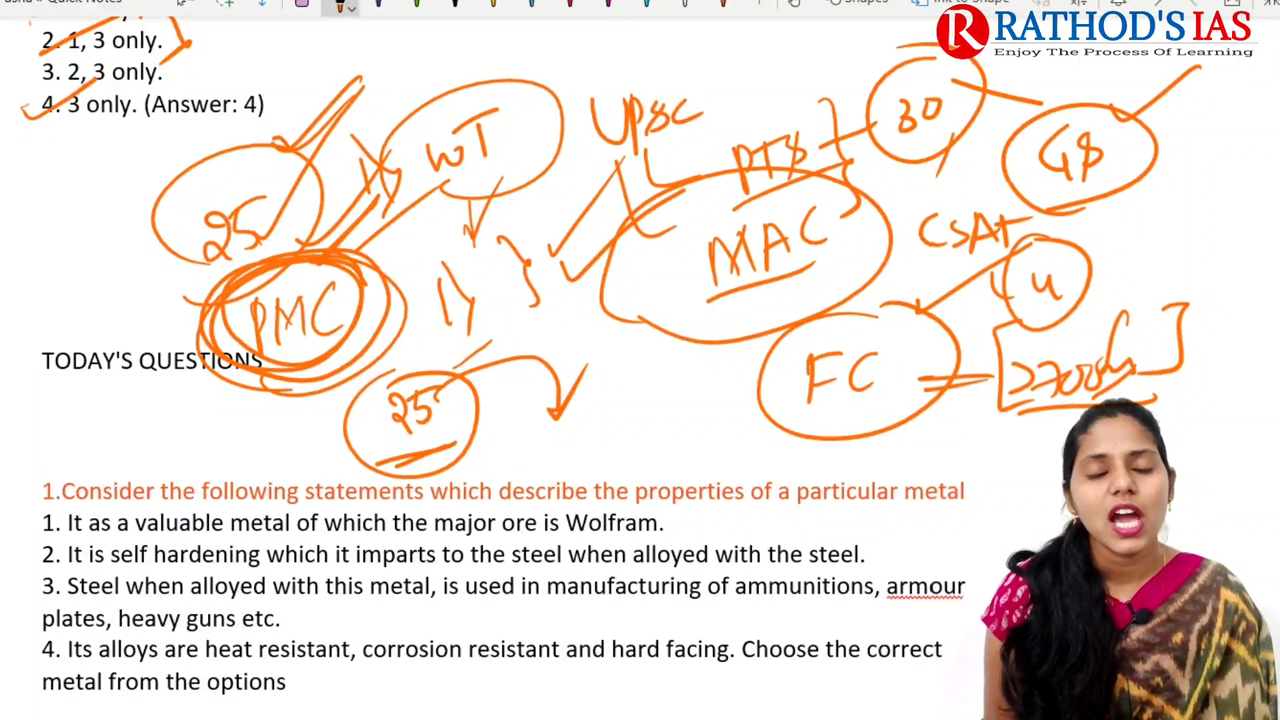 RATHOD'S IAS
Enjoy The Process Of Learning
2. 1, 3 only.
3. 2, 3 only.
4. 3 only. (Answer: 4)
WT
UPSC
PTS
30
GS
25
MAC
CSAT
PMC
4
TODAY'S QUESTIONS
FC
25
1.Consider the following statements which describe the properties of a particular metal
1. It as a valuable metal of which the major ore is Wolfram.
2. It is self hardening which it imparts to the steel when alloyed with the steel.
3. Steel when alloyed with this metal, is used in manufacturing of ammunitions, armour
plates, heavy guns etc.
4. Its alloys are heat resistant, corrosion resistant and hard facing. Choose the correct
metal from the options